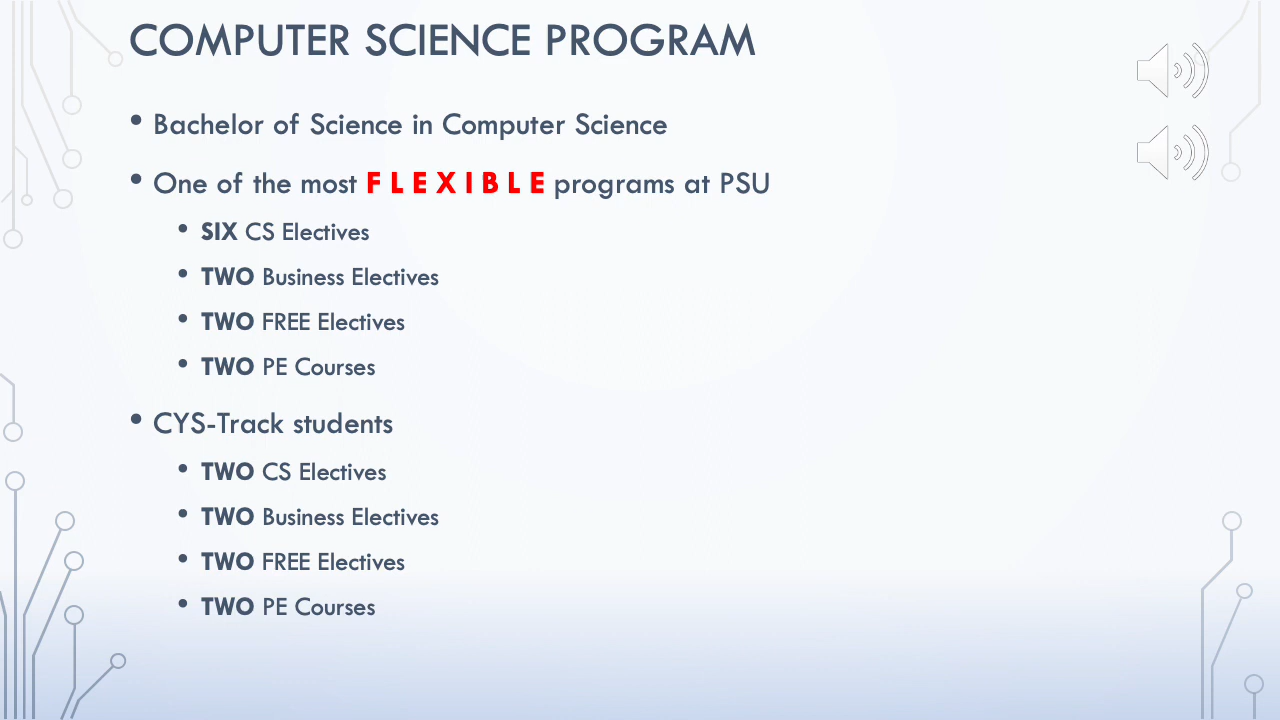 COMPUTER SCIENCE PROGRAM
• Bachelor of Science in Computer Science
• One of the most F L E X I B L E programs at PSU
• SIX CS Electives
• TWO Business Electives
• TWO FREE Electives
• TWO PE Courses
• CYS-Track students
• TWO CS Electives
• TWO Business Electives
• TWO FREE Electives
• TWO PE Courses